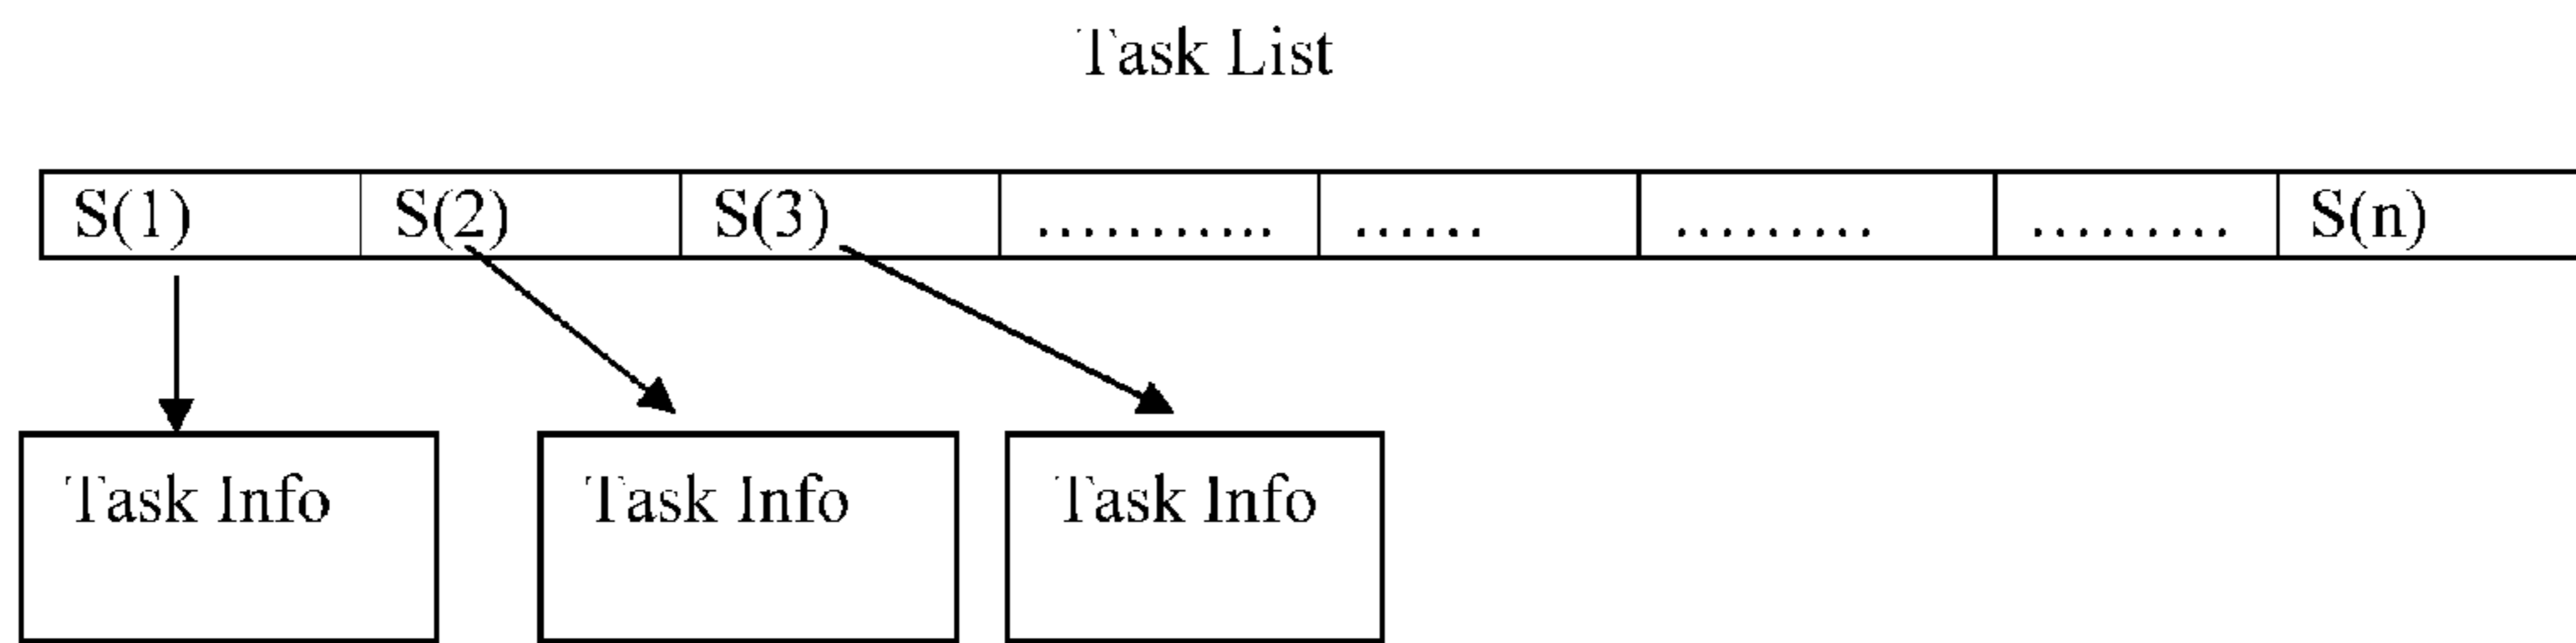 Task List
S(1) S(2) S(3) ........... ...... ......... ......... S(n)
Task Info Task Info Task Info